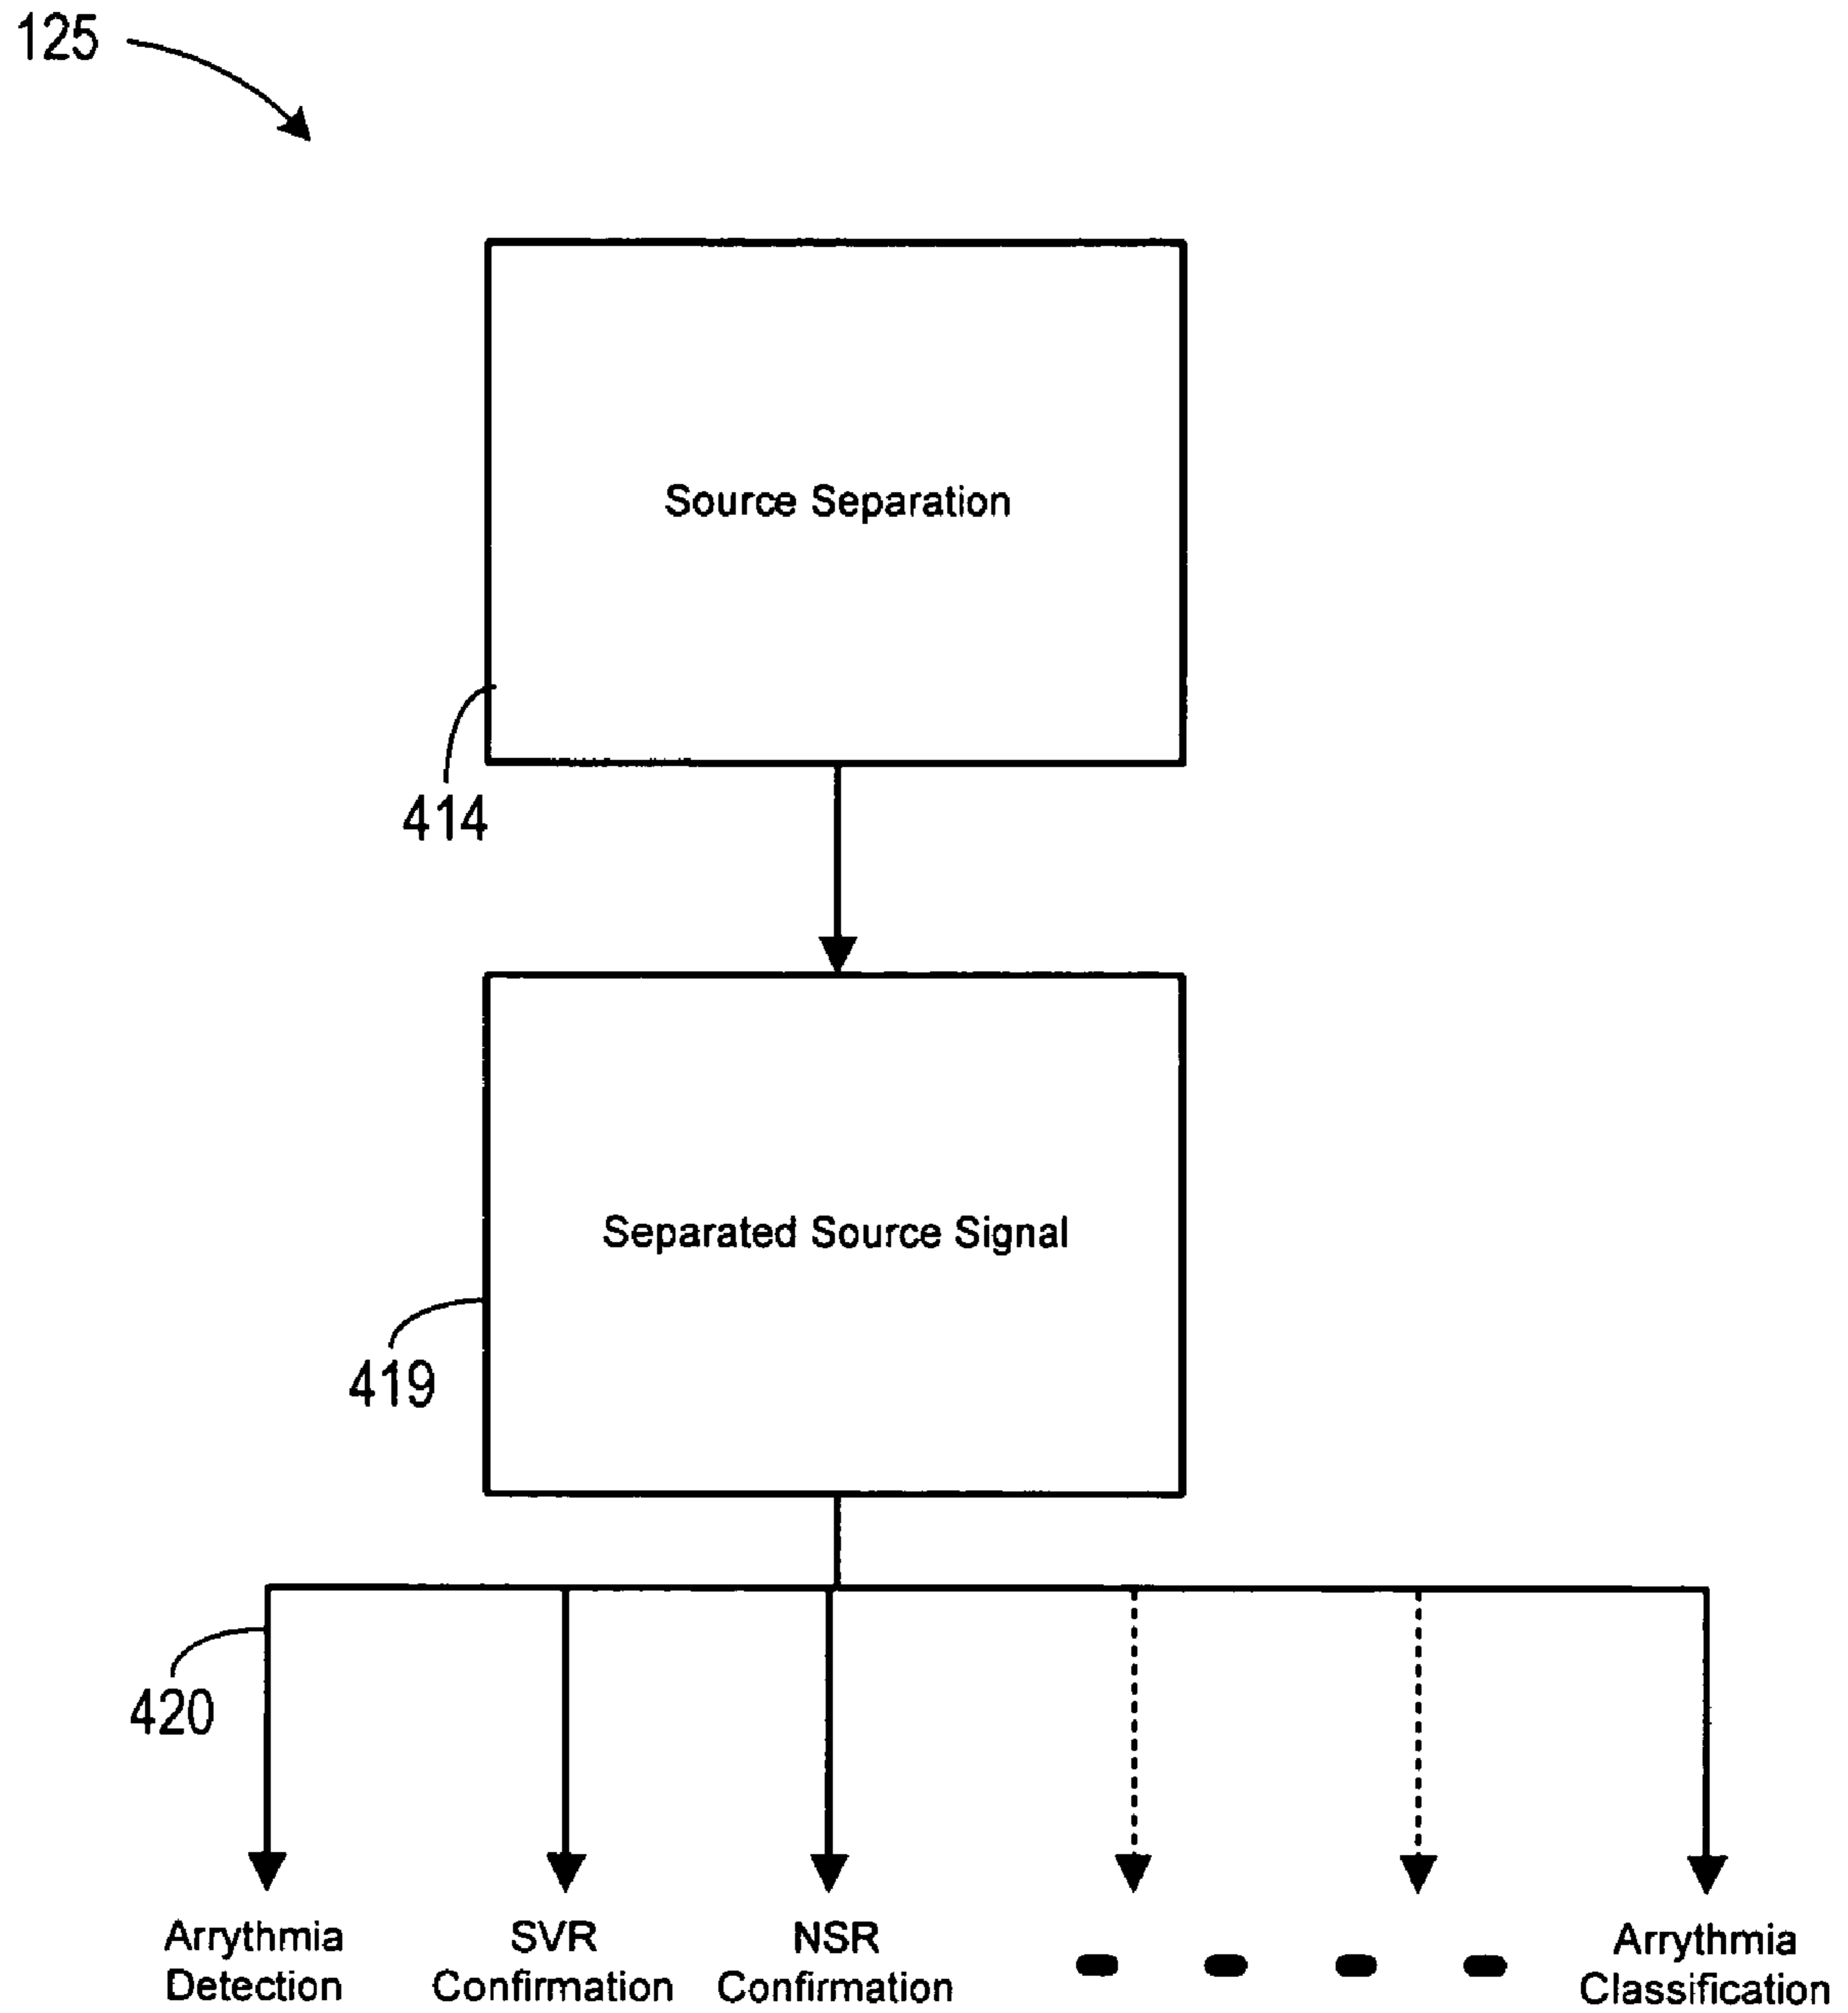 125
Source Separation
414
Separated Source Signal
419
420
Arrythmia
Detection
SVR
Confirmation
NSR
Confirmation
Arrythmia
Classification